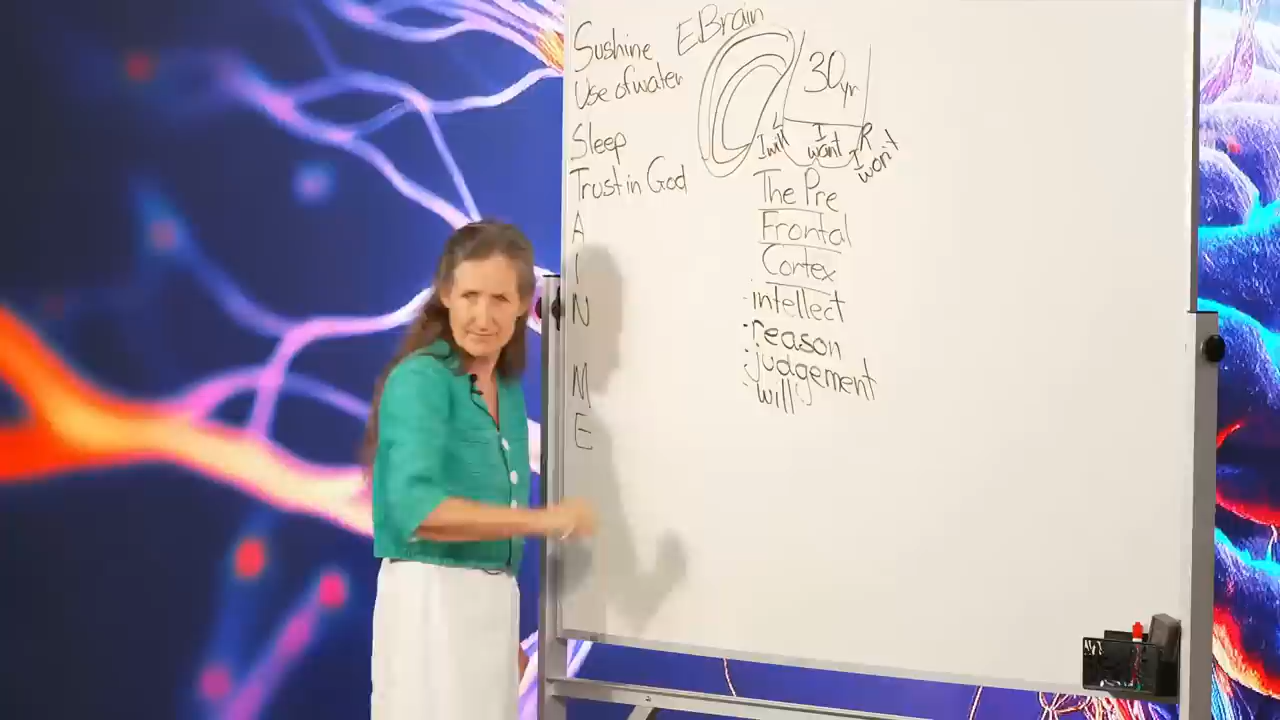 Sushine
Use of water
Sleep
Trust in God
A
I
N
M
E
EBrain
30yr
R
I will
I want
I won't
The Pre
Frontal
Cortex
·intellect
·reason
·judgement
will